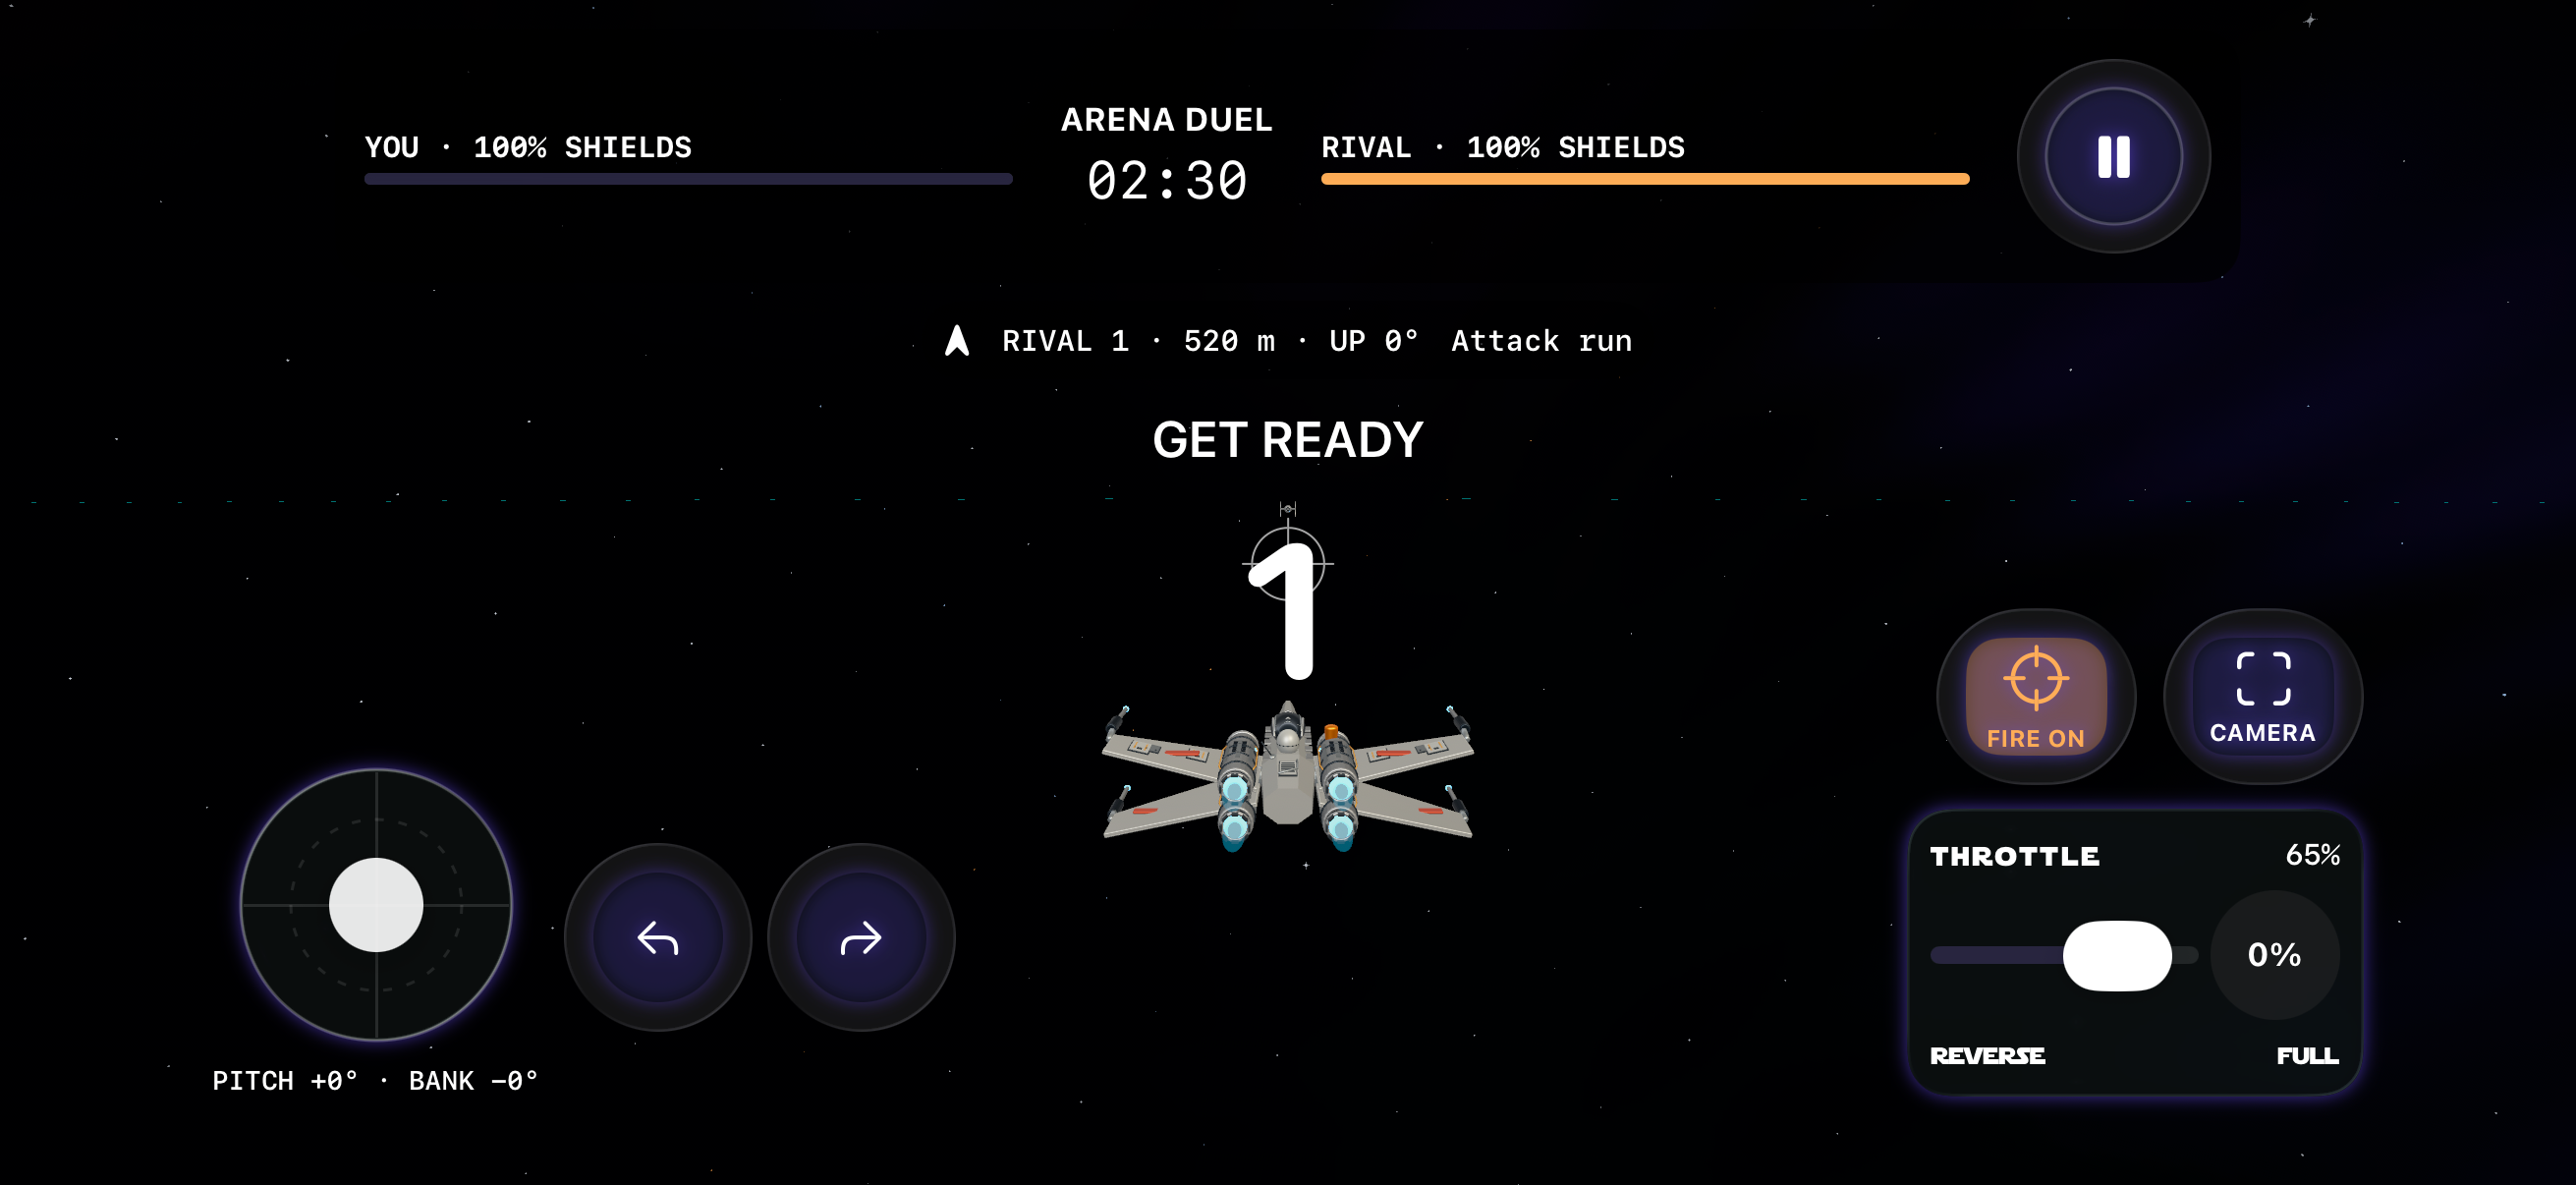 ARENA DUEL
YOU · 100% SHIELDS
02:30
RIVAL · 100% SHIELDS
RIVAL 1 · 520 m · UP 0° Attack run
GET READY
1
FIRE ON
CAMERA
THROTTLE 65%
0%
REVERSE FULL
PITCH +0° · BANK −0°